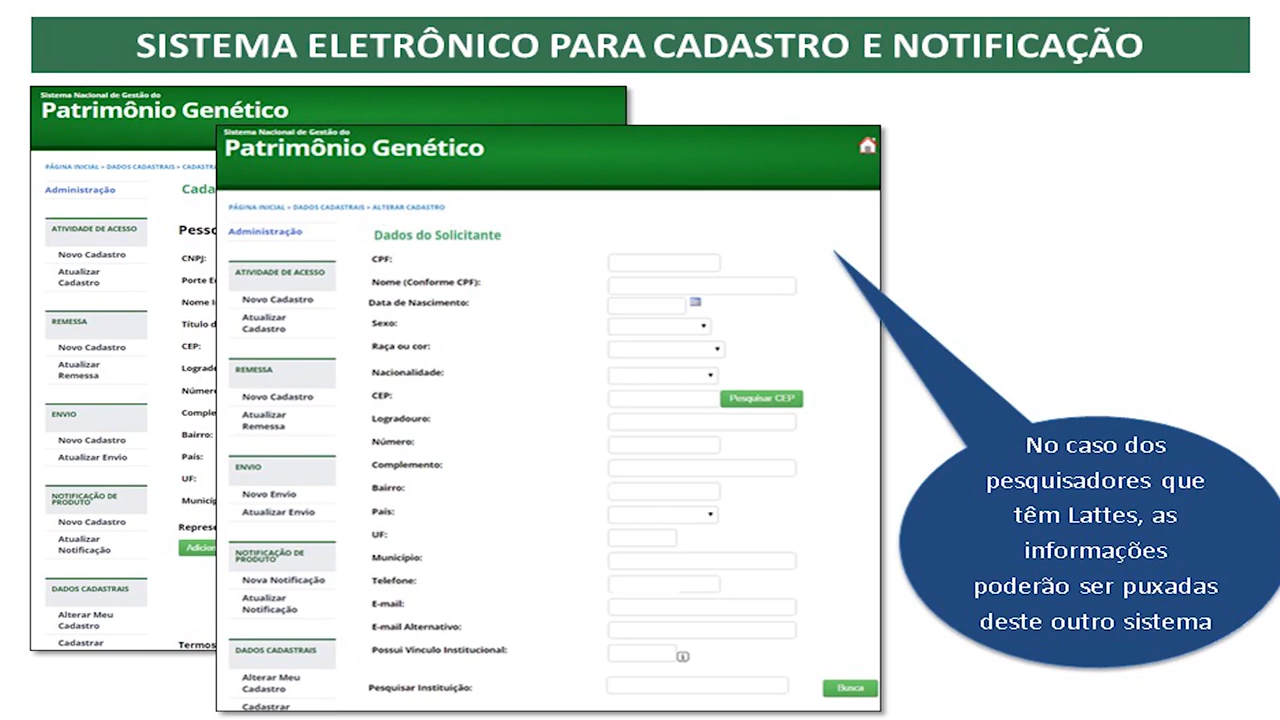 SISTEMA ELETRÔNICO PARA CADASTRO E NOTIFICAÇÃO
Sistema Nacional de Gestão do
Patrimônio Genético
PÁGINA INICIAL > DADOS CADASTRAIS >
Administração
ATIVIDADE DE ACESSO
Novo Cadastro
Atualizar
Cadastro
REMESSA
Novo Cadastro
Atualizar
Remessa
ENVIO
Novo Cadastro
Atualizar Envio
NOTIFICAÇÃO DE
PRODUTO
Novo Cadastro
Atualizar
Notificação
DADOS CADASTRAIS
Alterar Meu
Cadastro
Cadastrar
CNPJ:
CEP:
Bairro:
País:
UF:
Termos
Sistema Nacional de Gestão do
Patrimônio Genético
PÁGINA INICIAL > DADOS CADASTRAIS > ALTERAR CADASTRO
Administração
ATIVIDADE DE ACESSO
Novo Cadastro
Atualizar
Cadastro
REMESSA
Novo Cadastro
Atualizar
Remessa
ENVIO
Novo Envio
Atualizar Envio
NOTIFICAÇÃO DE
PRODUTO
Nova Notificação
Atualizar
Notificação
DADOS CADASTRAIS
Alterar Meu
Cadastro
Cadastrar
Dados do Solicitante
CPF:
Nome (Conforme CPF):
Data de Nascimento:
Sexo:
Raça ou cor:
Nacionalidade:
CEP:
Pesquisar CEP
Logradouro:
Número:
Complemento:
Bairro:
País:
UF:
Município:
Telefone:
E-mail:
E-mail Alternativo:
Possui Vínculo Institucional:
Pesquisar Instituição:
Busca
No caso dos
pesquisadores que
têm Lattes, as
informações
poderão ser puxadas
deste outro sistema